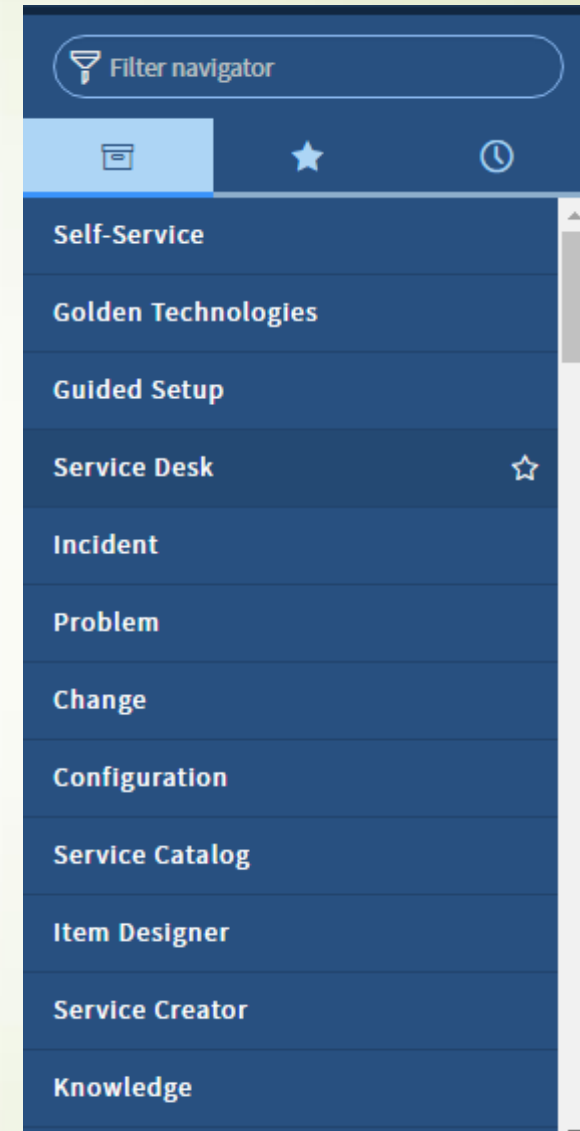 Filter navigator
Self-Service
Golden Technologies
Guided Setup
Service Desk
Incident
Problem
Change
Configuration
Service Catalog
Item Designer
Service Creator
Knowledge